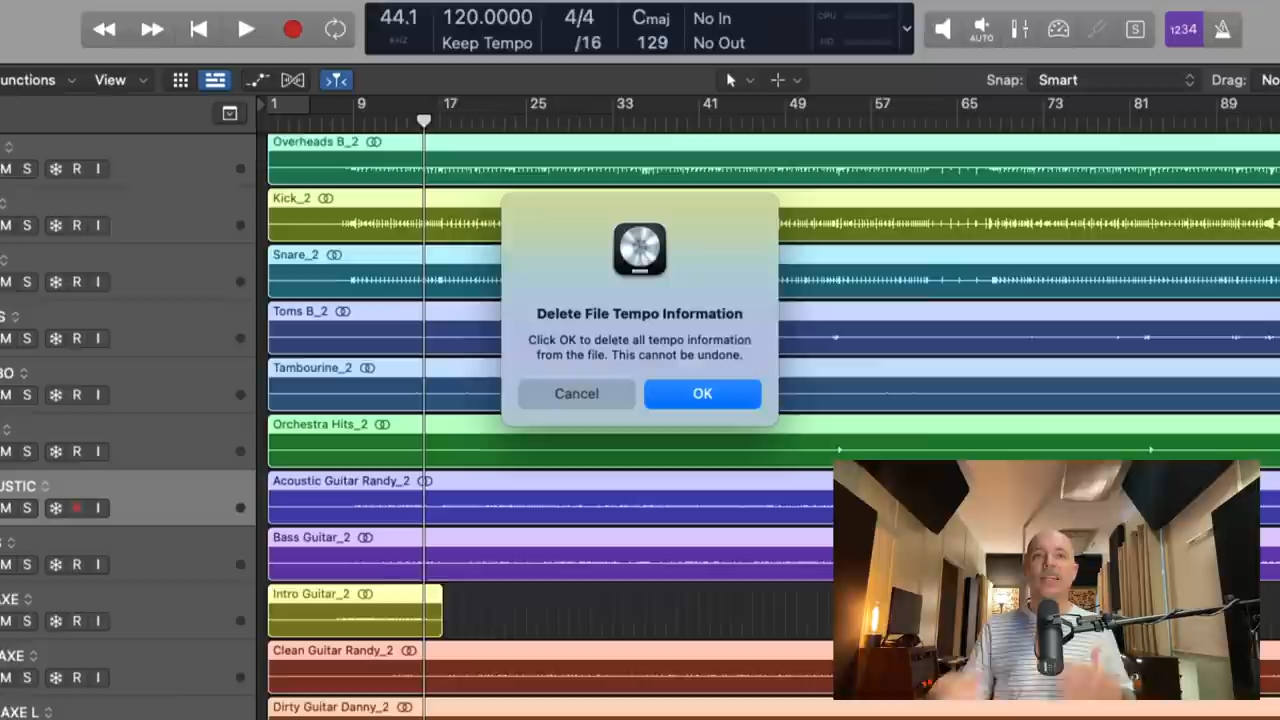 44.1
KHZ
120.0000
Keep Tempo
4/4
/16
Cmaj
129
No In
No Out
CPU
HD
AUTO
S
1234
unctions
View
Snap: Smart
Drag: No
1 9 17 25 33 41 49 57 65 73 81 89
Overheads B_2
M S R I
Kick_2
M S R I
Snare_2
M S R I
S
Toms B_2
M S R I
BO
Tambourine_2
M S R I
Orchestra Hits_2
M S R I
USTIC
Acoustic Guitar Randy_2
M S R I
Bass Guitar_2
M S R I
AXE
Intro Guitar_2
M S R I
AXE
Clean Guitar Randy_2
M S R I
AXE L
Dirty Guitar Danny_2
Delete File Tempo Information
Click OK to delete all tempo information
from the file. This cannot be undone.
Cancel
OK